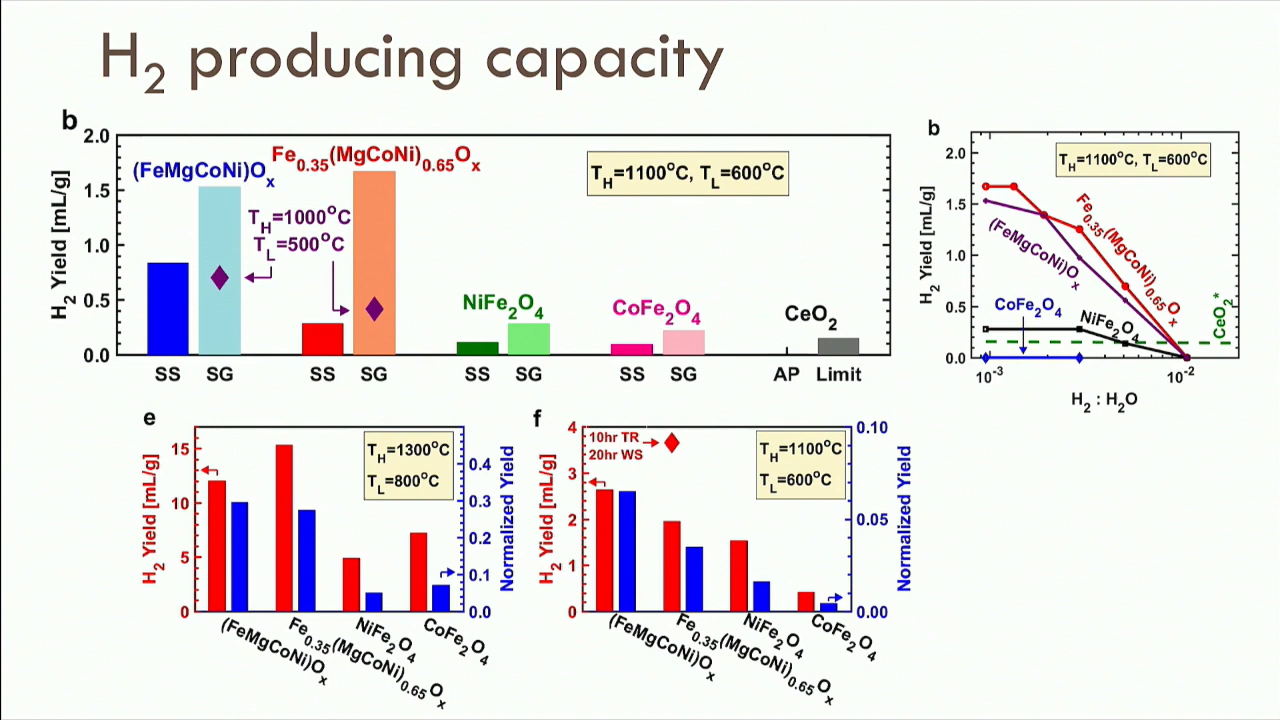 H2 producing capacity
b
2.0
1.5
1.0
0.5
0.0
H2 Yield [mL/g]
(FeMgCoNi)Ox
Fe0.35(MgCoNi)0.65Ox
TH=1100°C, TL=600°C
TH=1000°C
TL=500°C
NiFe2O4
CoFe2O4
CeO2
SS SG SS SG SS SG SS SG AP Limit
b
2.0
1.5
1.0
0.5
0.0
H2 Yield [mL/g]
TH=1100°C, TL=600°C
Fe0.35(MgCoNi)0.65Ox
(FeMgCoNi)Ox
CoFe2O4
NiFe2O4
CeO2*
10-3 10-2
H2 : H2O
e
15
10
5
0
H2 Yield [mL/g]
TH=1300°C
TL=800°C
0.4
0.3
0.2
0.1
0.0
Normalized Yield
(FeMgCoNi)Ox
Fe0.35(MgCoNi)0.65Ox
NiFe2O4
CoFe2O4
f
4
3
2
1
0
H2 Yield [mL/g]
10hr TR
20hr WS
TH=1100°C
TL=600°C
0.10
0.05
0.00
Normalized Yield
(FeMgCoNi)Ox
Fe0.35(MgCoNi)0.65Ox
NiFe2O4
CoFe2O4